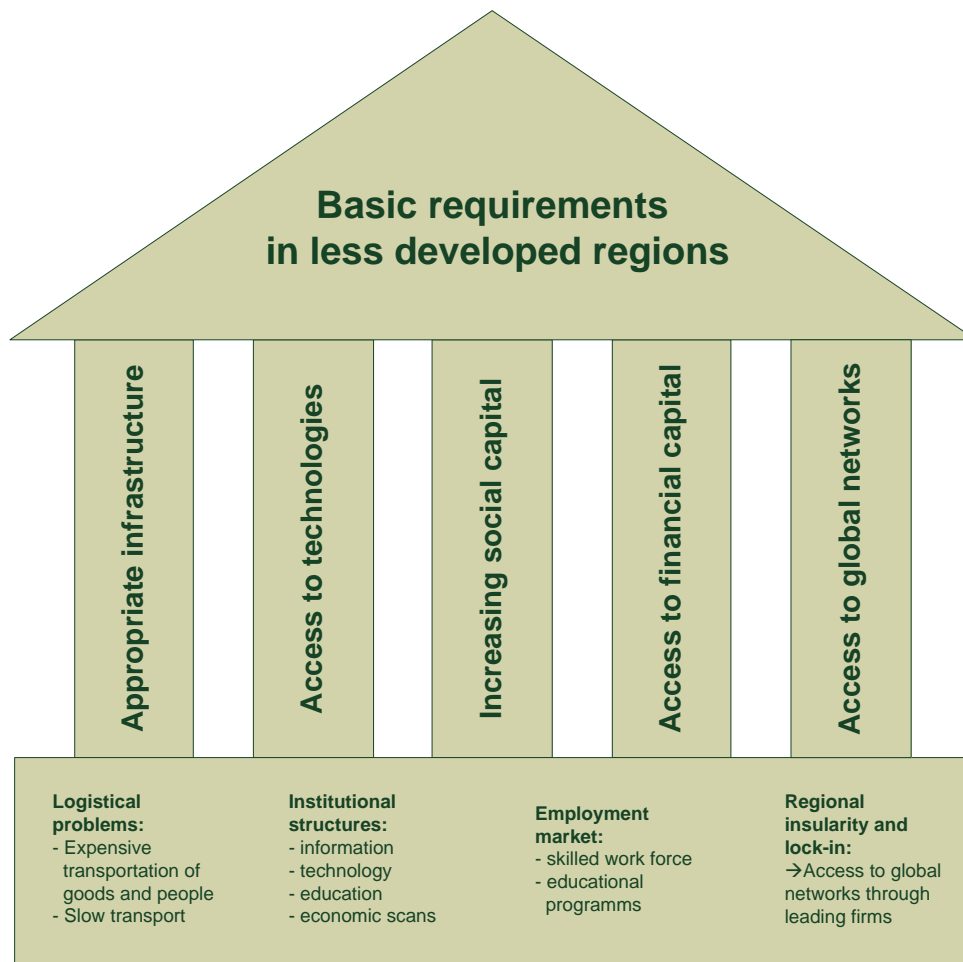 Basic requirements
in less developed regions
Appropriate infrastructure
Access to technologies
Increasing social capital
Access to financial capital
Access to global networks
Logistical
problems:
- Expensive
transportation of
goods and people
- Slow transport
Institutional
structures:
- information
- technology
- education
- economic scans
Employment
market:
- skilled work force
- educational
programms
Regional
insularity and
lock-in:
→Access to global
networks through
leading firms